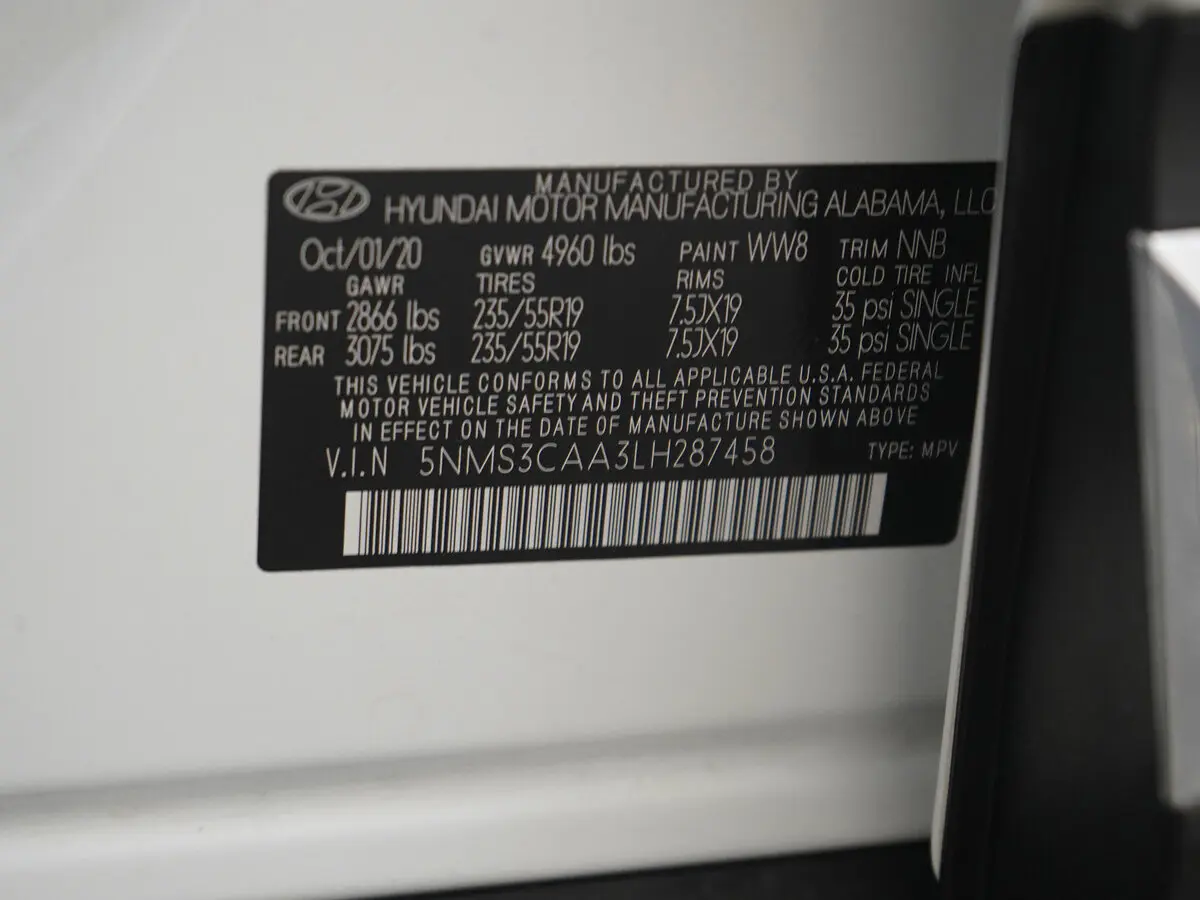 MANUFACTURED BY
HYUNDAI MOTOR MANUFACTURING ALABAMA, LLC
Oct/01/20 GVWR 4960 lbs PAINT WW8 TRIM NNB
GAWR TIRES RIMS COLD TIRE INFL
FRONT 2866 lbs 235/55R19 7.5JX19 35 psi SINGLE
REAR 3075 lbs 235/55R19 7.5JX19 35 psi SINGLE
THIS VEHICLE CONFORMS TO ALL APPLICABLE U.S.A. FEDERAL
MOTOR VEHICLE SAFETY AND THEFT PREVENTION STANDARDS
IN EFFECT ON THE DATE OF MANUFACTURE SHOWN ABOVE
V.I.N 5NMS3CAA3LH287458 TYPE: MPV